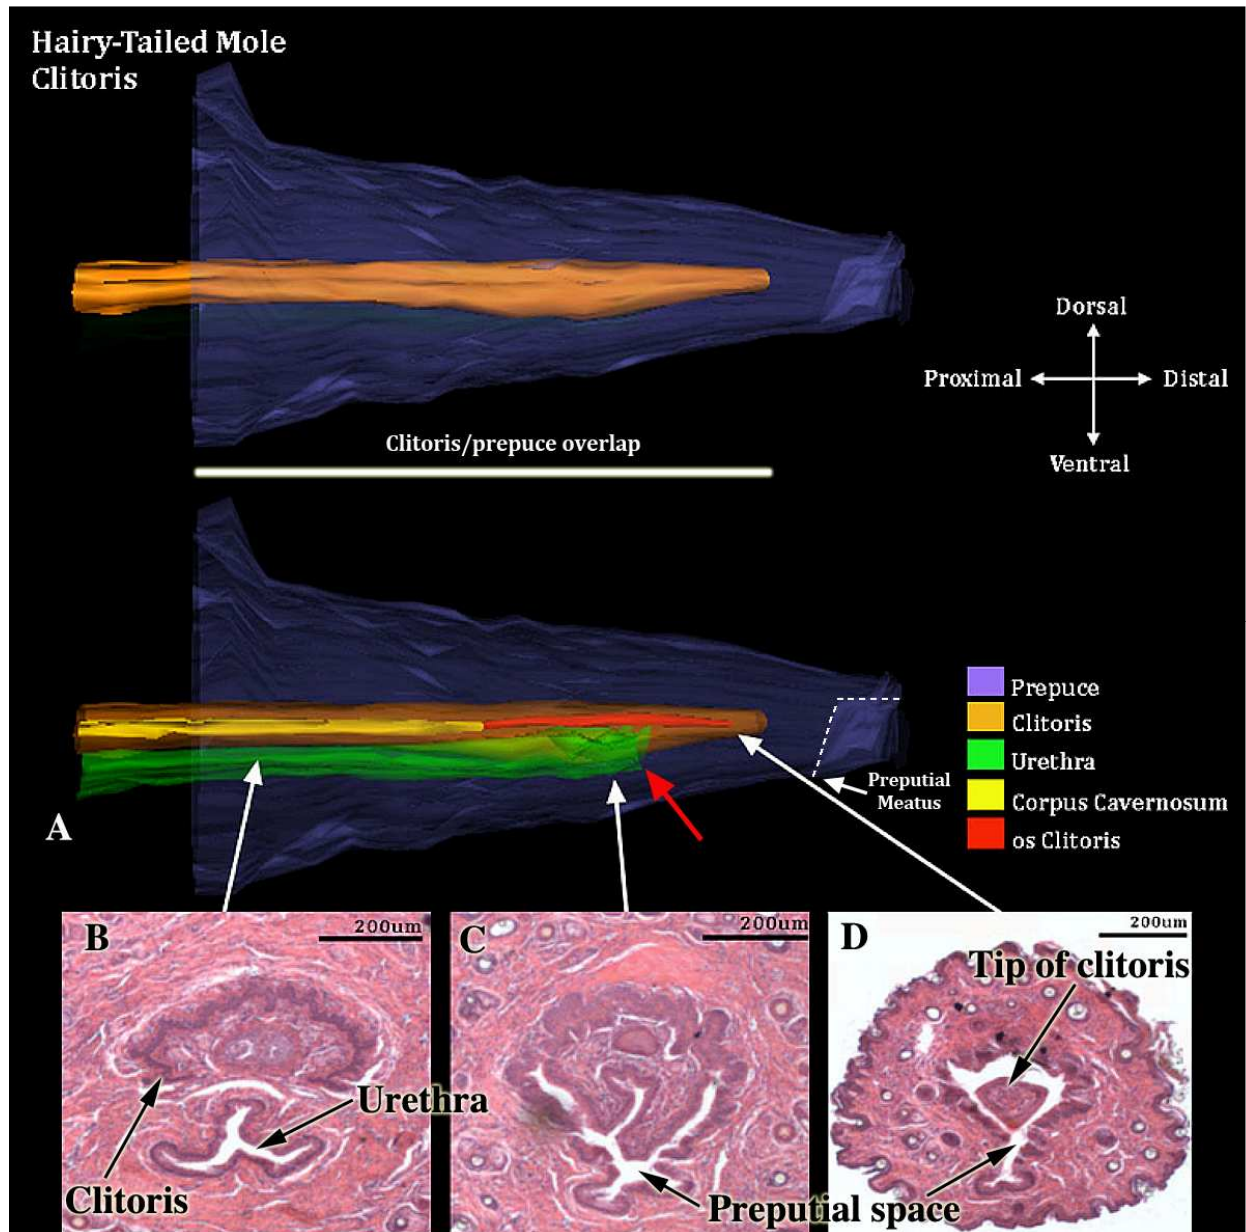 Hairy-Tailed Mole
Clitoris
Dorsal
Proximal
Distal
Ventral
Clitoris/prepuce overlap
Prepuce
Clitoris
Urethra
Corpus Cavernosum
os Clitoris
Preputial
Meatus
A
B
200um
Clitoris
Urethra
C
200um
Preputial space
D
200um
Tip of clitoris